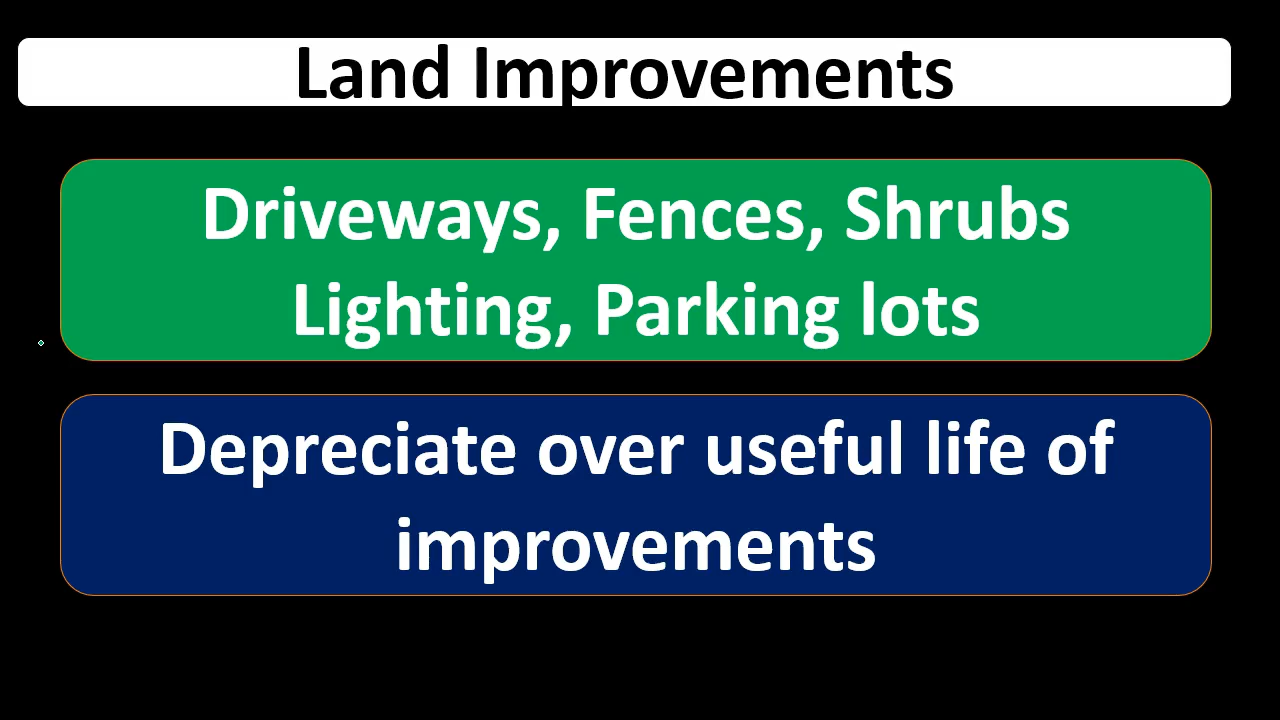 Land Improvements
Driveways, Fences, Shrubs
Lighting, Parking lots
Depreciate over useful life of
improvements